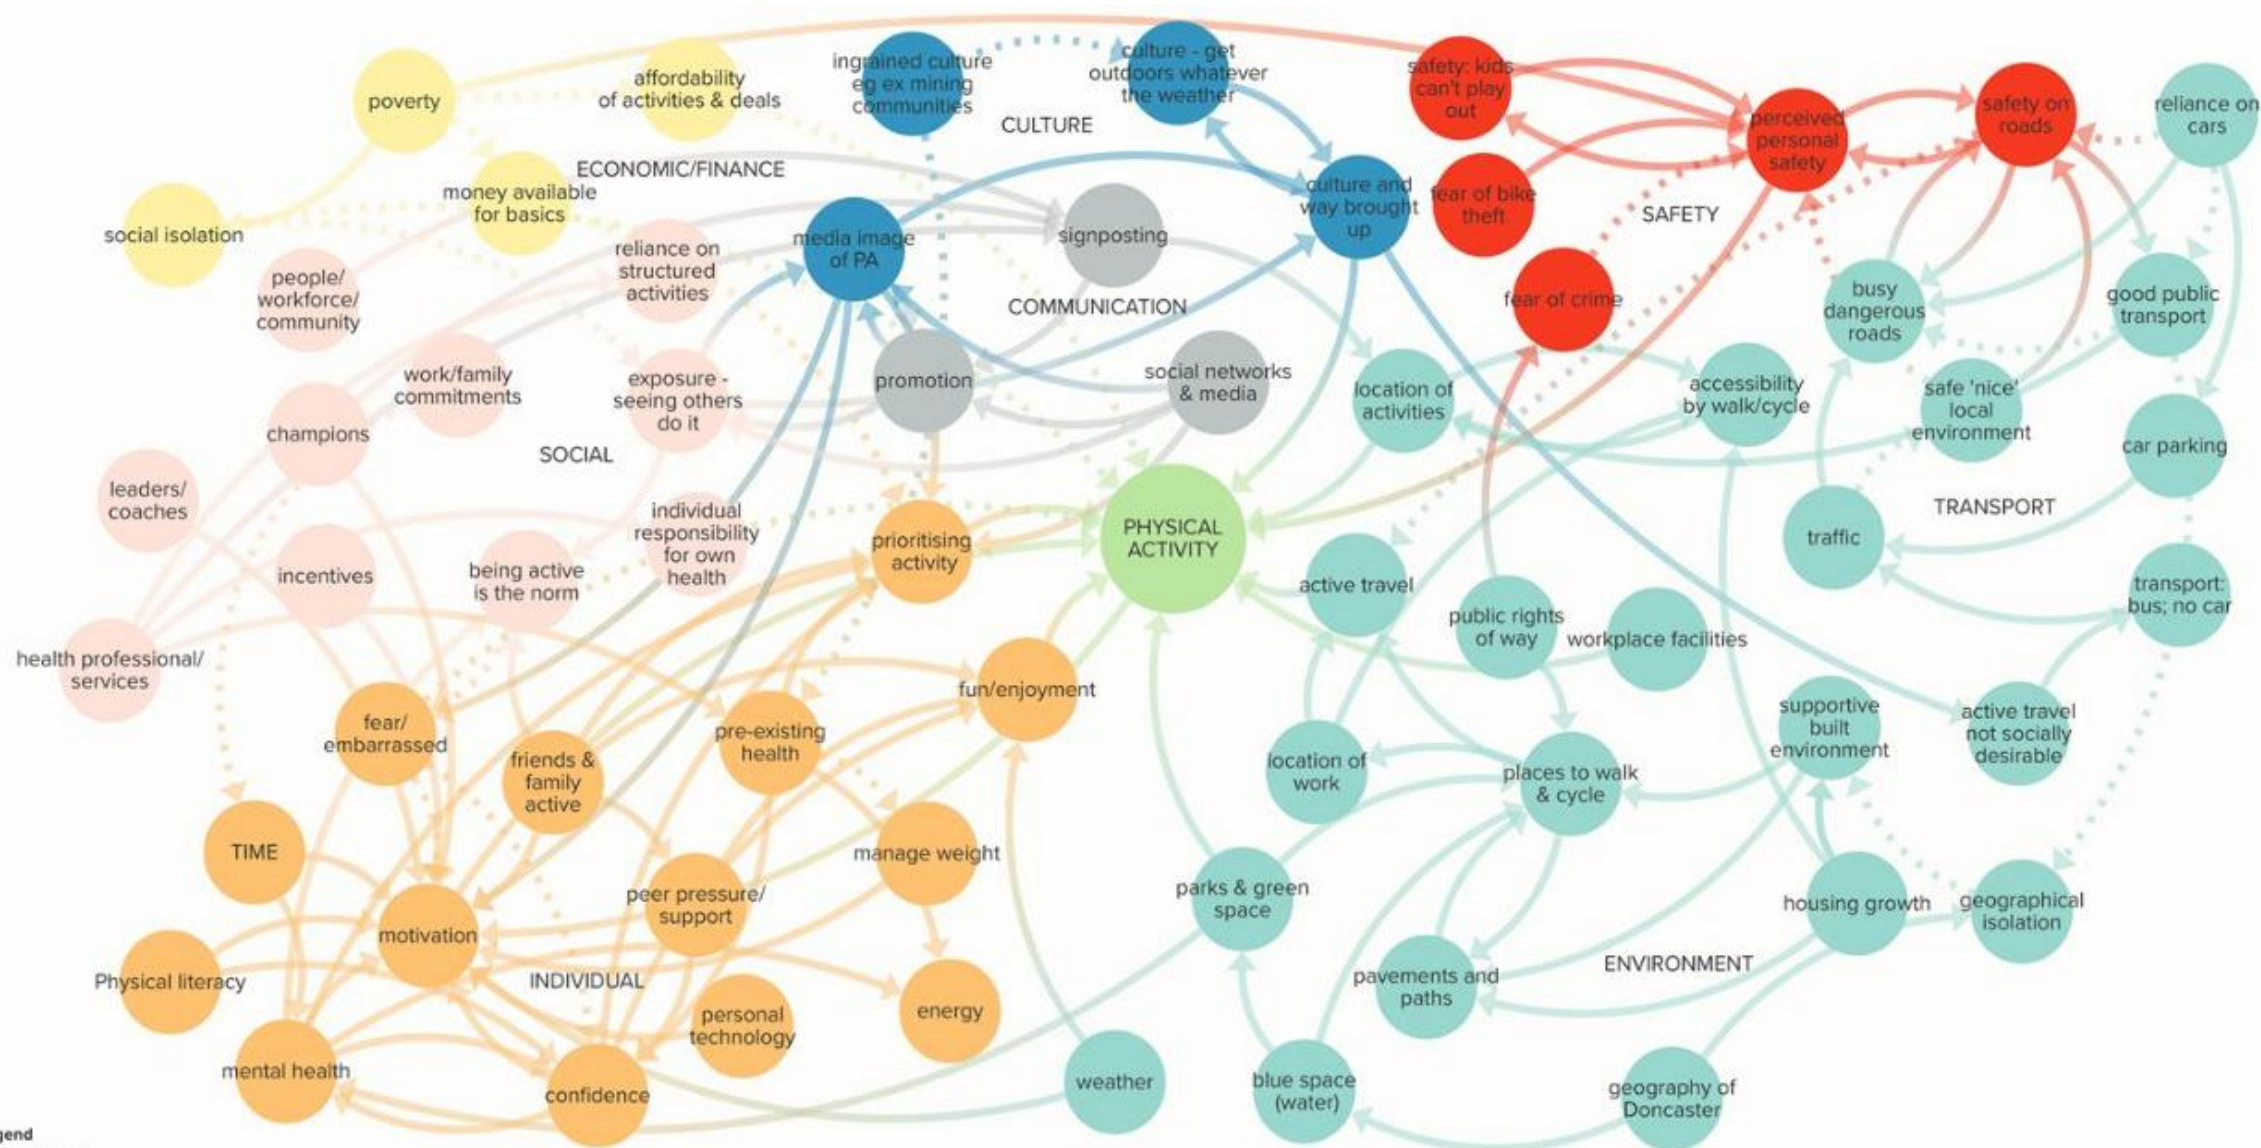 poverty
affordability
of activities & deals
ingrained culture
eg ex mining
communities
culture - get
outdoors whatever
the weather
CULTURE
safety: kids
can't play
out
perceived
personal
safety
safety on
roads
reliance on
cars
ECONOMIC/FINANCE
money available
for basics
social isolation
people/
workforce/
community
reliance on
structured
activities
media image
of PA
signposting
culture and
way brought
up
fear of bike
theft
SAFETY
fear of crime
busy
dangerous
roads
good public
transport
COMMUNICATION
champions
work/family
commitments
exposure -
seeing others
do it
promotion
social networks
& media
location of
activities
accessibility
by walk/cycle
safe 'nice'
local
environment
car parking
SOCIAL
leaders/
coaches
incentives
being active
is the norm
individual
responsibility
for own
health
prioritising
activity
PHYSICAL
ACTIVITY
active travel
public rights
of way
workplace facilities
traffic
TRANSPORT
transport:
bus; no car
health professional/
services
fear/
embarrassed
friends &
family
active
pre-existing
health
fun/enjoyment
location of
work
places to walk
& cycle
supportive
built
environment
active travel
not socially
desirable
TIME
motivation
peer pressure/
support
manage weight
parks & green
space
housing growth
geographical
isolation
Physical literacy
INDIVIDUAL
personal
technology
energy
pavements and
paths
ENVIRONMENT
mental health
confidence
weather
blue space
(water)
geography of
Doncaster
gend